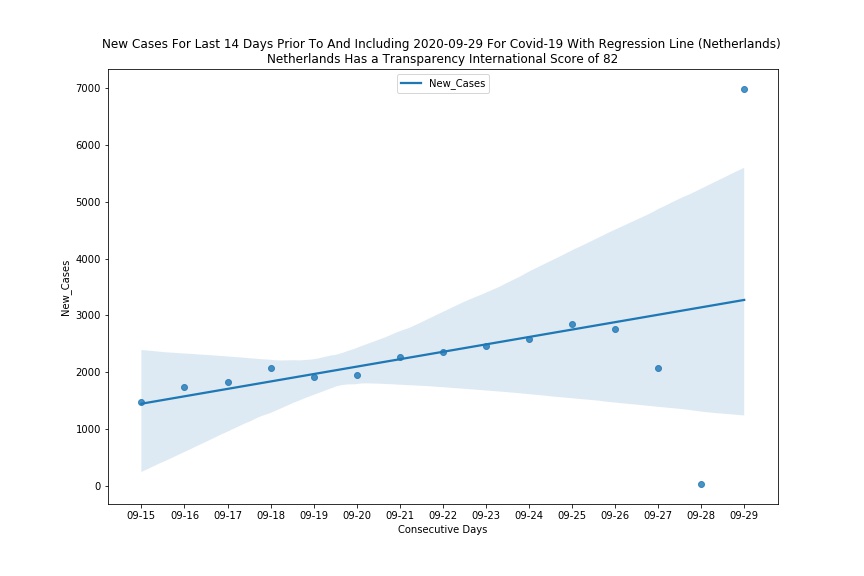 New Cases For Last 14 Days Prior To And Including 2020-09-29 For Covid-19 With Regression Line (Netherlands)
Netherlands Has a Transparency International Score of 82
New_Cases
7000
6000
5000
4000
3000
2000
1000
0
New_Cases
09-15 09-16 09-17 09-18 09-19 09-20 09-21 09-22 09-23 09-24 09-25 09-26 09-27 09-28 09-29
Consecutive Days